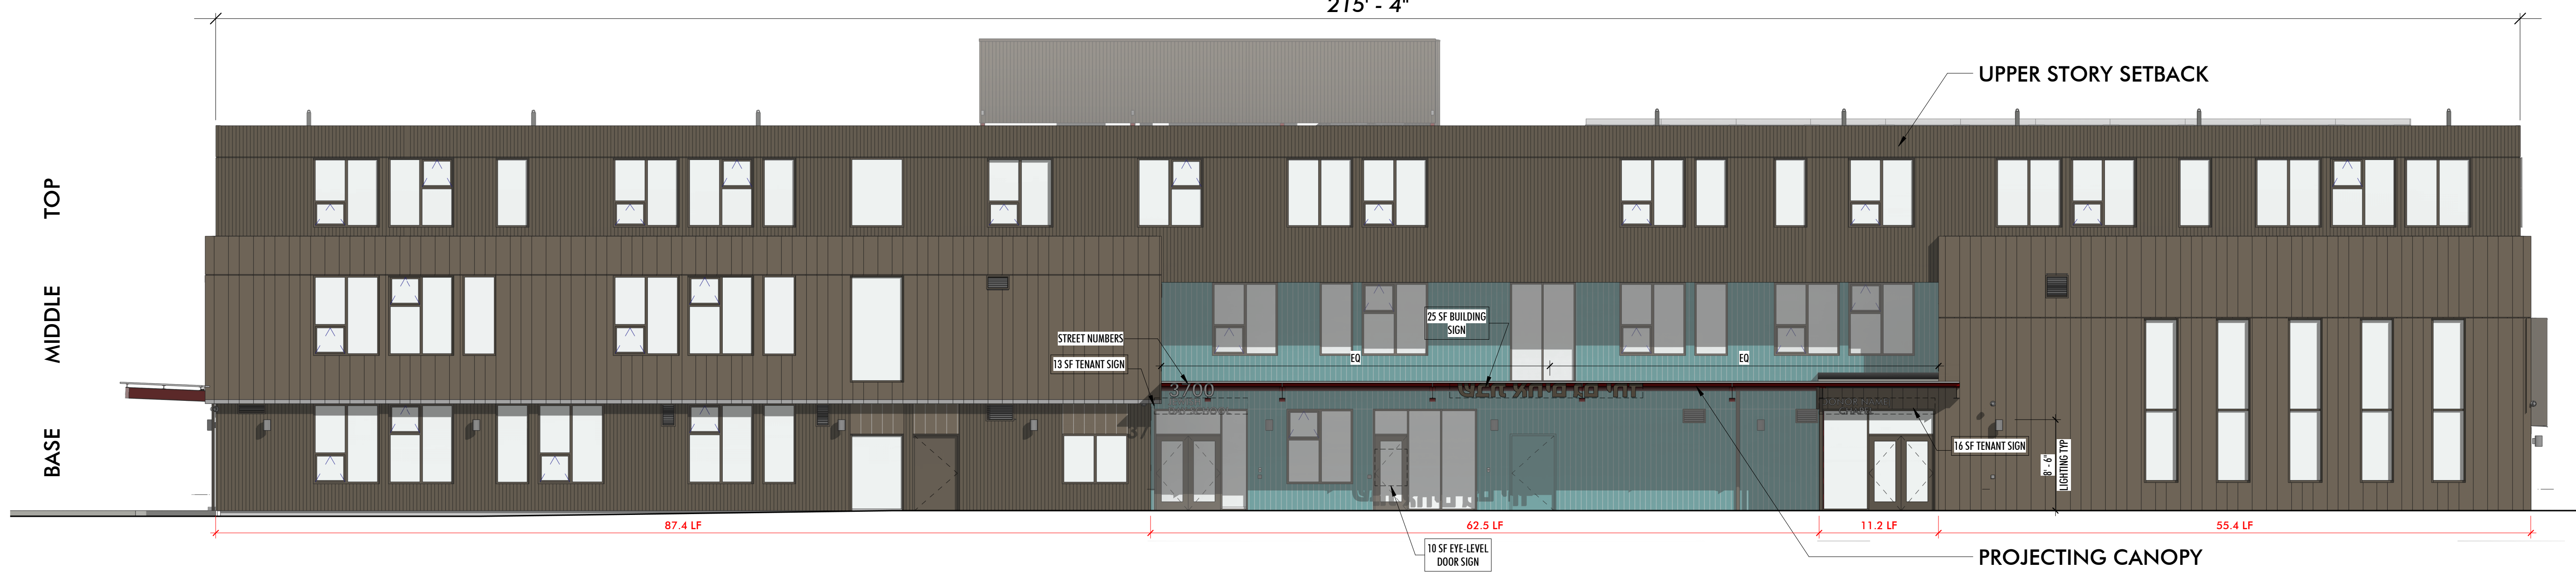 215' - 4"
UPPER STORY SETBACK
TOP
MIDDLE
BASE
25 SF BUILDING
SIGN
STREET NUMBERS
13 SF TENANT SIGN
EQ
EQ
3700
37
16 SF TENANT SIGN
8' - 6"
LIGHTING TYP
87.4 LF
62.5 LF
11.2 LF
55.4 LF
10 SF EYE-LEVEL
DOOR SIGN
PROJECTING CANOPY